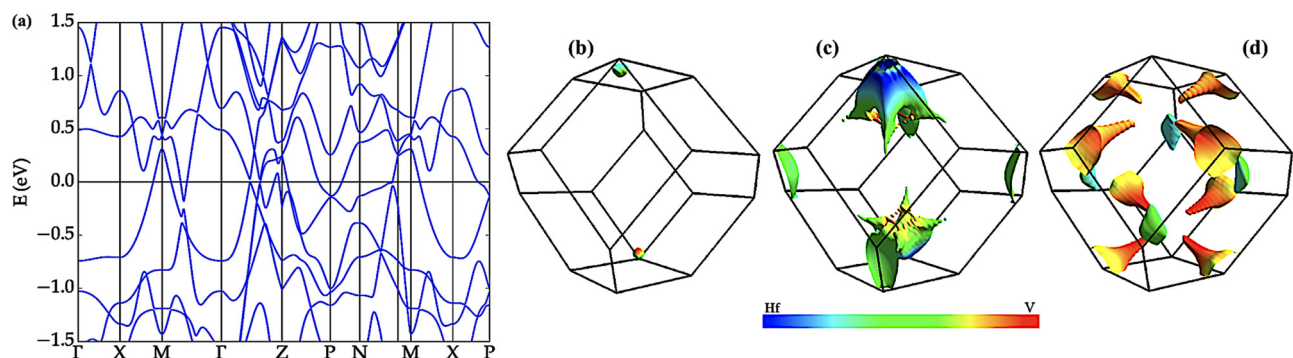 (a)
E (eV)
1.5
1.0
0.5
0.0
−0.5
−1.0
−1.5
Γ X M Γ Z P N M X P
(b)
(c)
(d)
Hf V